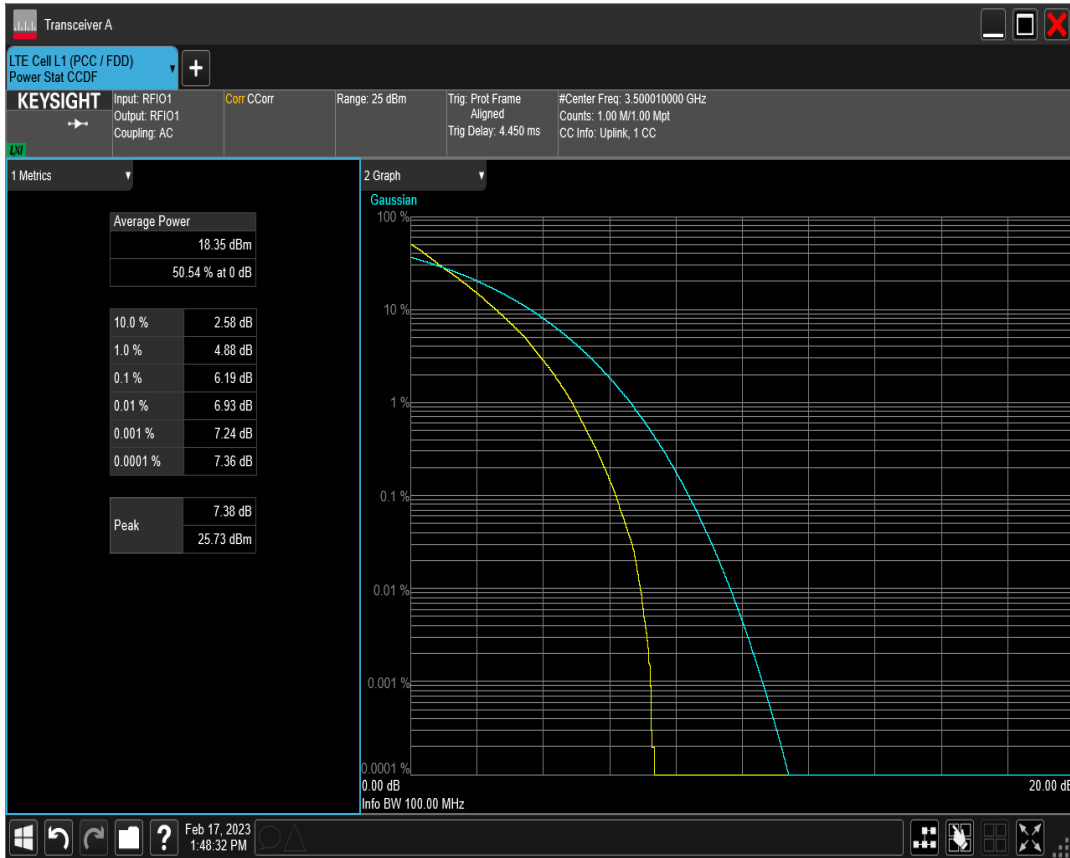 Transceiver A
LTE Cell L1 (PCC / FDD)
Power Stat CCDF
+
KEYSIGHT
LXI
Input: RFIO1
Output: RFIO1
Coupling: AC
Corr CCorr
Range: 25 dBm
Trig: Prot Frame
Aligned
Trig Delay: 4.450 ms
#Center Freq: 3.500010000 GHz
Counts: 1.00 M/1.00 Mpt
CC Info: Uplink, 1 CC
1 Metrics
Average Power
18.35 dBm
50.54 % at 0 dB
10.0 % 2.58 dB
1.0 % 4.88 dB
0.1 % 6.19 dB
0.01 % 6.93 dB
0.001 % 7.24 dB
0.0001 % 7.36 dB
Peak
7.38 dB
25.73 dBm
2 Graph
Gaussian
100 %
10 %
1 %
0.1 %
0.01 %
0.001 %
0.0001 %
0.00 dB
20.00 dB
Info BW 100.00 MHz
?
Feb 17, 2023
1:48:32 PM